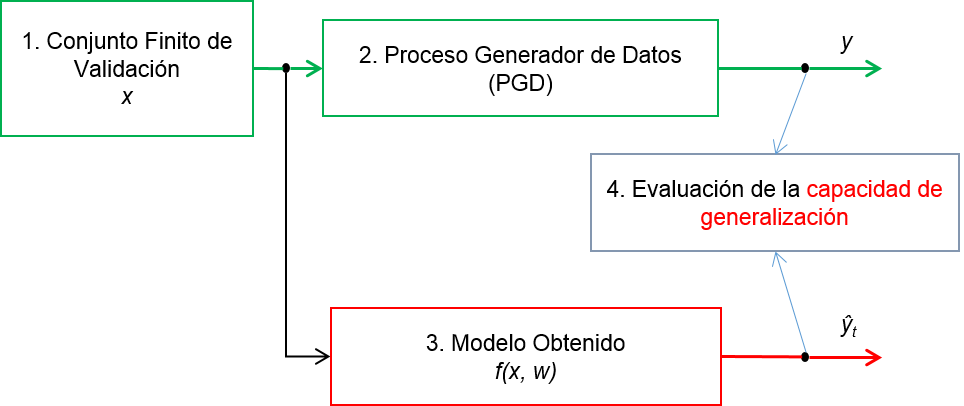 1. Conjunto Finito de
Validación
x
2. Proceso Generador de Datos
(PGD)
y
4. Evaluación de la capacidad de
generalización
3. Modelo Obtenido
f(x, w)
ŷt